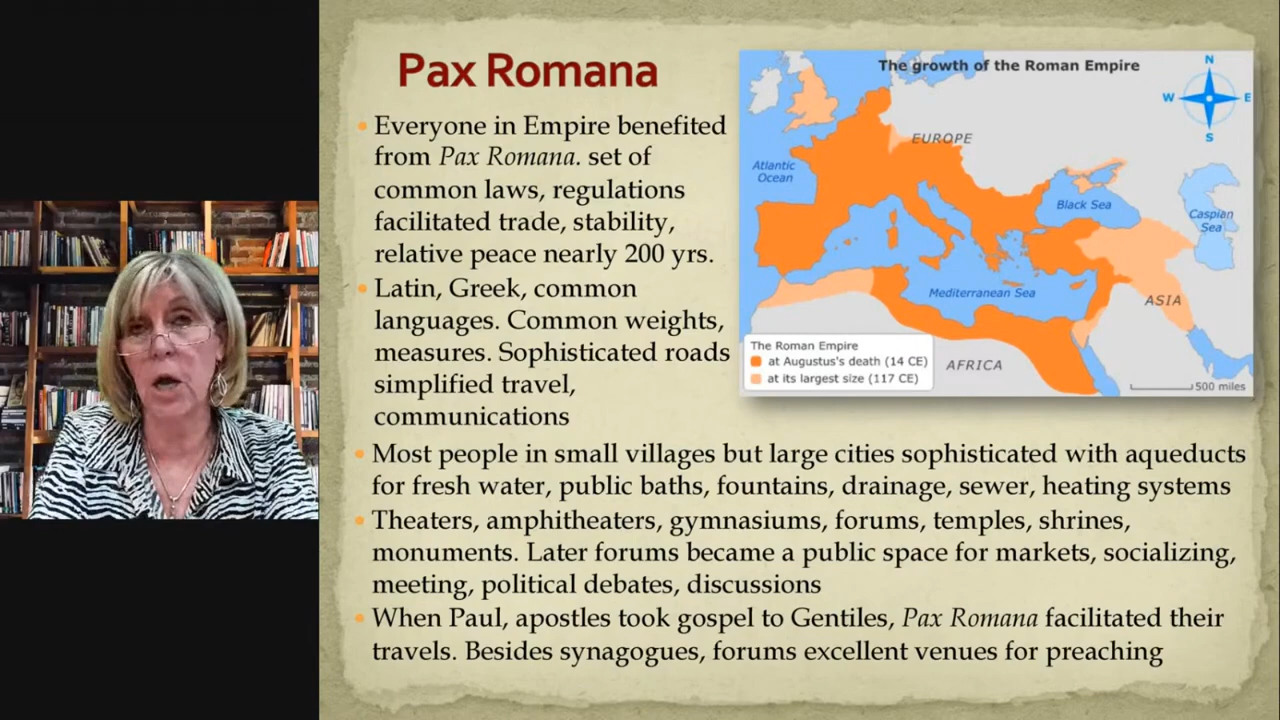 Pax Romana
Everyone in Empire benefited
from Pax Romana. set of
common laws, regulations
facilitated trade, stability,
relative peace nearly 200 yrs.
Latin, Greek, common
languages. Common weights,
measures. Sophisticated roads
simplified travel,
communications
Most people in small villages but large cities sophisticated with aqueducts
for fresh water, public baths, fountains, drainage, sewer, heating systems
Theaters, amphitheaters, gymnasiums, forums, temples, shrines,
monuments. Later forums became a public space for markets, socializing,
meeting, political debates, discussions
When Paul, apostles took gospel to Gentiles, Pax Romana facilitated their
travels. Besides synagogues, forums excellent venues for preaching
The growth of the Roman Empire
N
W E
S
EUROPE
Atlantic
Ocean
Black Sea
Caspian
Sea
Mediterranean Sea
ASIA
AFRICA
The Roman Empire
at Augustus's death (14 CE)
at its largest size (117 CE)
500 miles